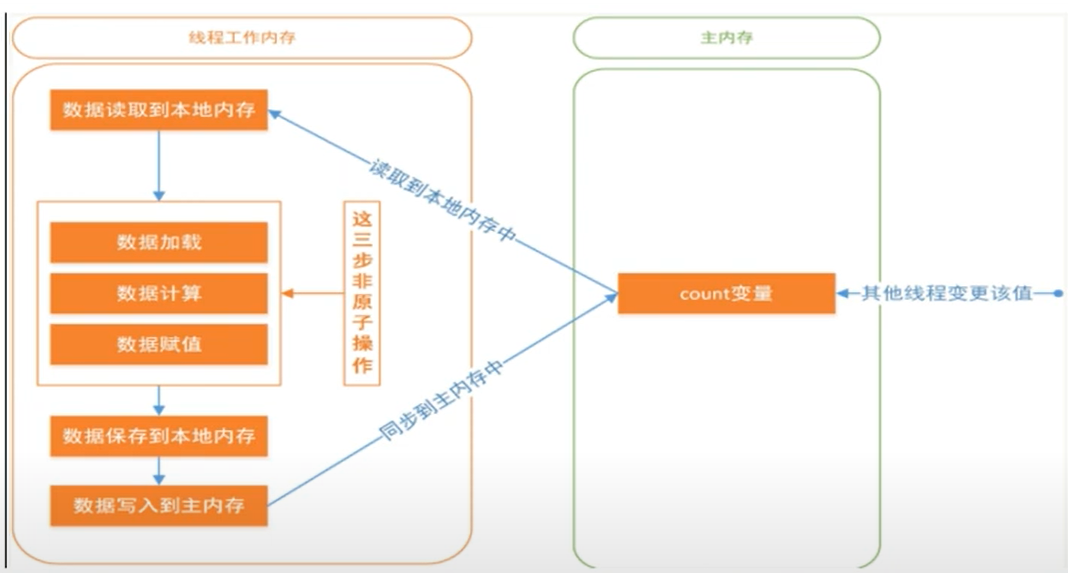 线程工作内存
主内存
数据读取到本地内存
读取到本地内存中
数据加载
数据计算
数据赋值
这三步非原子操作
count变量
其他线程变更该值
同步到主内存中
数据保存到本地内存
数据写入到主内存